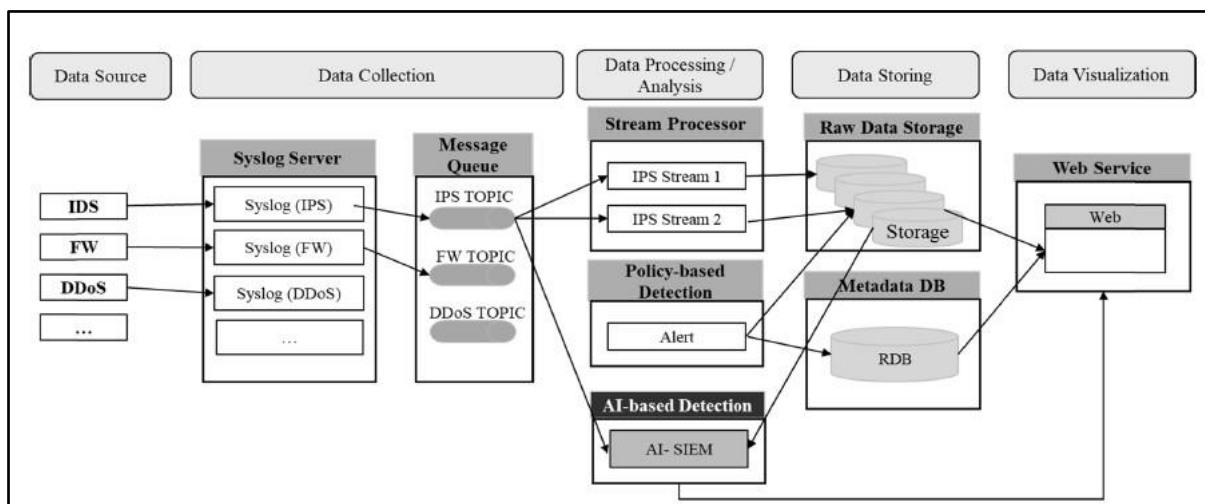 Data Source
Data Collection
Data Processing /
Analysis
Data Storing
Data Visualization
Syslog Server
Message
Queue
Stream Processor
Raw Data Storage
Web Service
IDS
FW
DDoS
...
Syslog (IPS)
Syslog (FW)
Syslog (DDoS)
...
IPS TOPIC
FW TOPIC
DDoS TOPIC
IPS Stream 1
IPS Stream 2
Policy-based
Detection
Alert
AI-based Detection
AI- SIEM
Storage
Metadata DB
RDB
Web